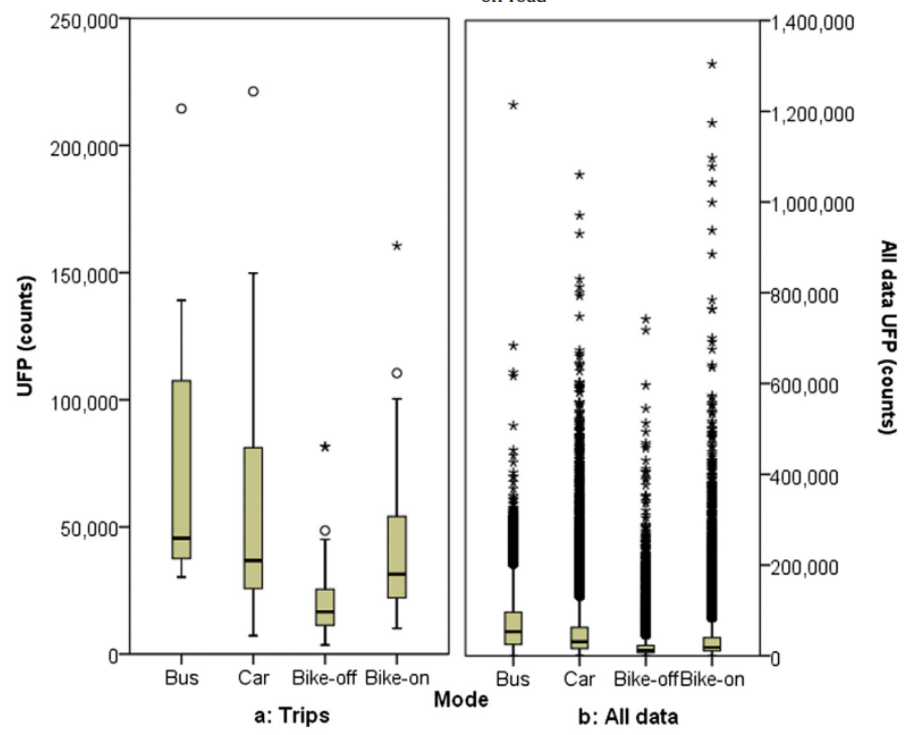 on road
250,000
200,000
150,000
100,000
50,000
0
UFP (counts)
Bus Car Bike-off Bike-on
a: Trips
Mode
1,400,000
1,200,000
1,000,000
800,000
600,000
400,000
200,000
0
All data UFP (counts)
Bus Car Bike-off Bike-on
b: All data